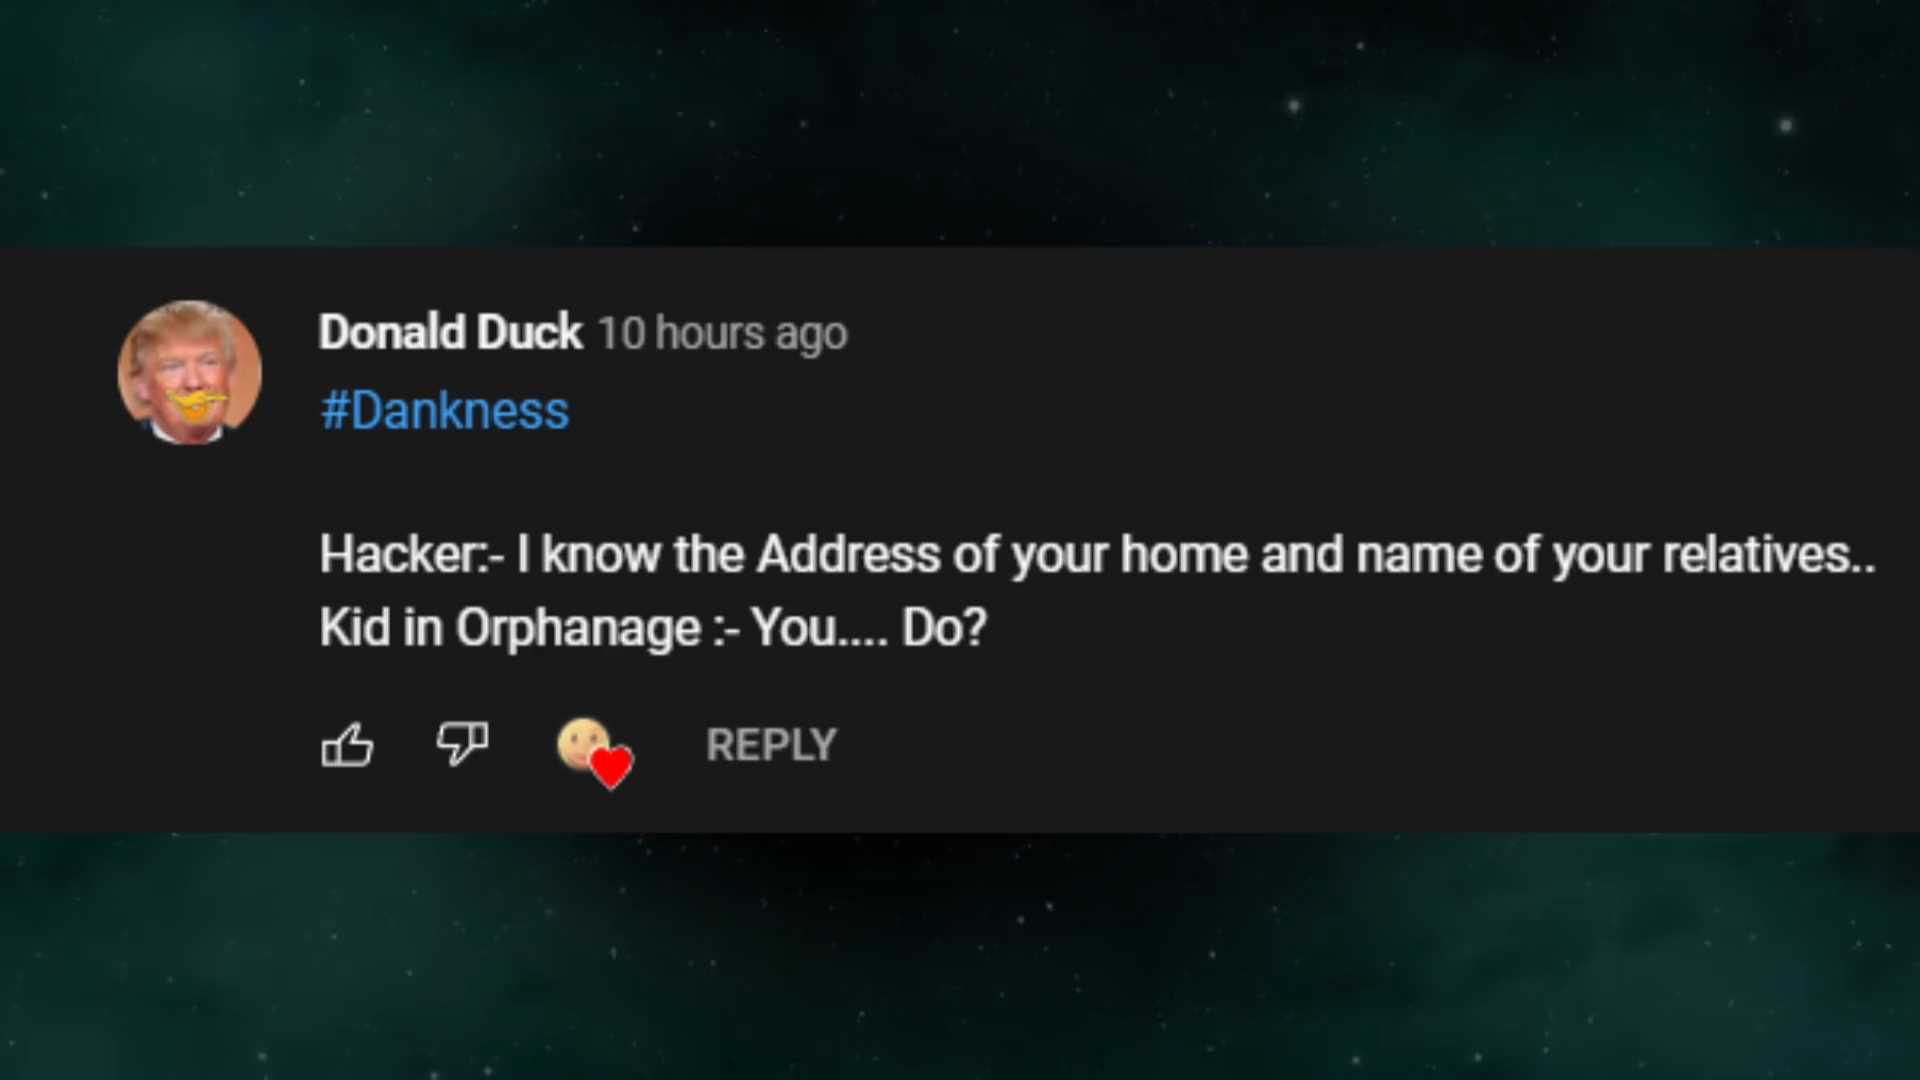 Donald Duck 10 hours ago
#Dankness
Hacker:- I know the Address of your home and name of your relatives..
Kid in Orphanage :- You.... Do?
REPLY